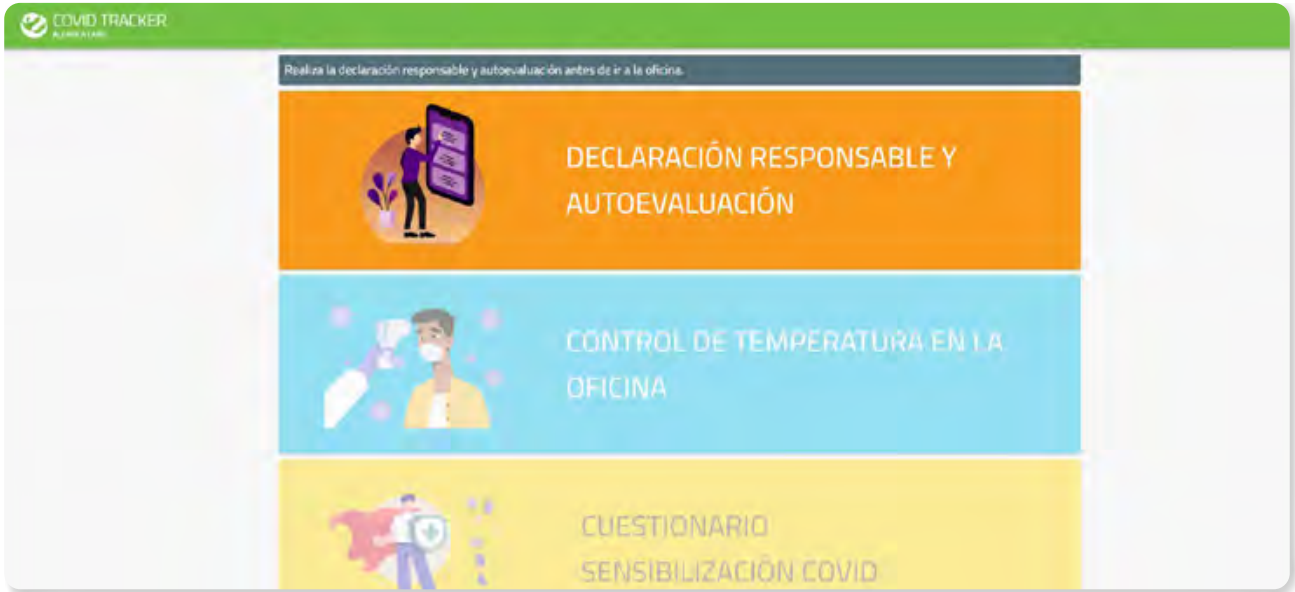 COVID TRACKER
Realiza la declaración responsable y autoevaluación antes de ir a la oficina.
DECLARACIÓN RESPONSABLE Y
AUTOEVALUACIÓN
CONTROL DE TEMPERATURA EN LA
OFICINA
CUESTIONARIO
SENSIBILIZACIÓN COVID